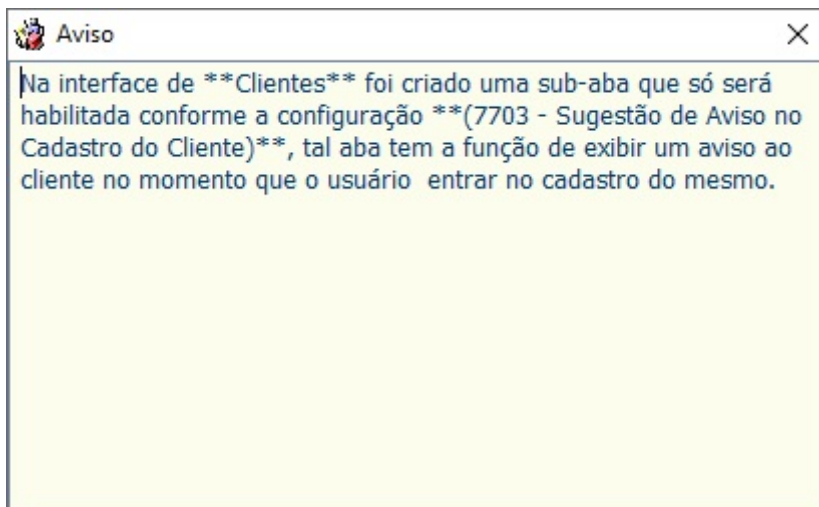 Aviso
Na interface de **Clientes** foi criado uma sub-aba que só será
habilitada conforme a configuração **(7703 - Sugestão de Aviso no
Cadastro do Cliente)**, tal aba tem a função de exibir um aviso ao
cliente no momento que o usuário  entrar no cadastro do mesmo.